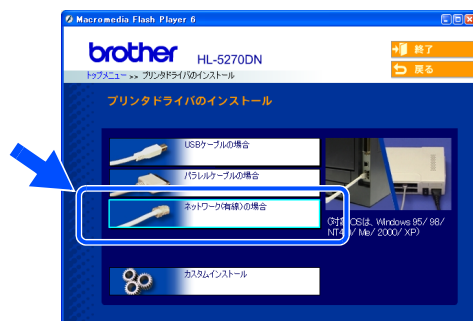 Macromedia Flash Player 6
brother HL-5270DN
終了
戻る
トップメニュー >> プリンタドライバのインストール
プリンタドライバのインストール
USBケーブルの場合
パラレルケーブルの場合
ネットワーク(有線)の場合
OSは、Windows 95/ 98/
/ Me/ 2000/ XP)
カスタムインストール